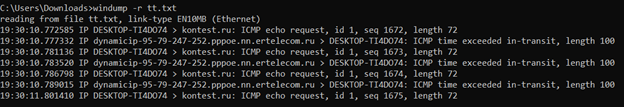 C:\Users\Downloads>windump -r tt.txt
reading from file tt.txt, link-type EN10MB (Ethernet)
19:30:10.772585 IP DESKTOP-TI4DO74 > kontest.ru: ICMP echo request, id 1, seq 1672, length 72
19:30:10.777332 IP dynamicip-95-79-247-252.pppoe.nn.ertelecom.ru > DESKTOP-TI4DO74: ICMP time exceeded in-transit, length 100
19:30:10.781136 IP DESKTOP-TI4DO74 > kontest.ru: ICMP echo request, id 1, seq 1673, length 72
19:30:10.783520 IP dynamicip-95-79-247-252.pppoe.nn.ertelecom.ru > DESKTOP-TI4DO74: ICMP time exceeded in-transit, length 100
19:30:10.786798 IP DESKTOP-TI4DO74 > kontest.ru: ICMP echo request, id 1, seq 1674, length 72
19:30:10.789015 IP dynamicip-95-79-247-252.pppoe.nn.ertelecom.ru > DESKTOP-TI4DO74: ICMP time exceeded in-transit, length 100
19:30:11.801410 IP DESKTOP-TI4DO74 > kontest.ru: ICMP echo request, id 1, seq 1675, length 72